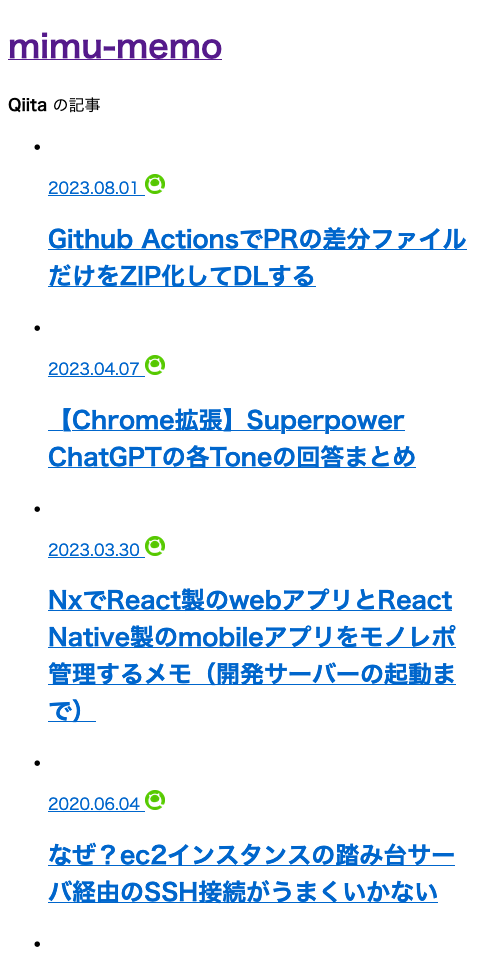 mimu-memo
Qiita の記事
2023.08.01
Github ActionsでPRの差分ファイル
だけをZIP化してDLする
2023.04.07
【Chrome拡張】Superpower
ChatGPTの各Toneの回答まとめ
2023.03.30
NxでReact製のwebアプリとReact
Native製のmobileアプリをモノレポ
管理するメモ（開発サーバーの起動ま
で）
2020.06.04
なぜ？ec2インスタンスの踏み台サー
バ経由のSSH接続がうまくいかない